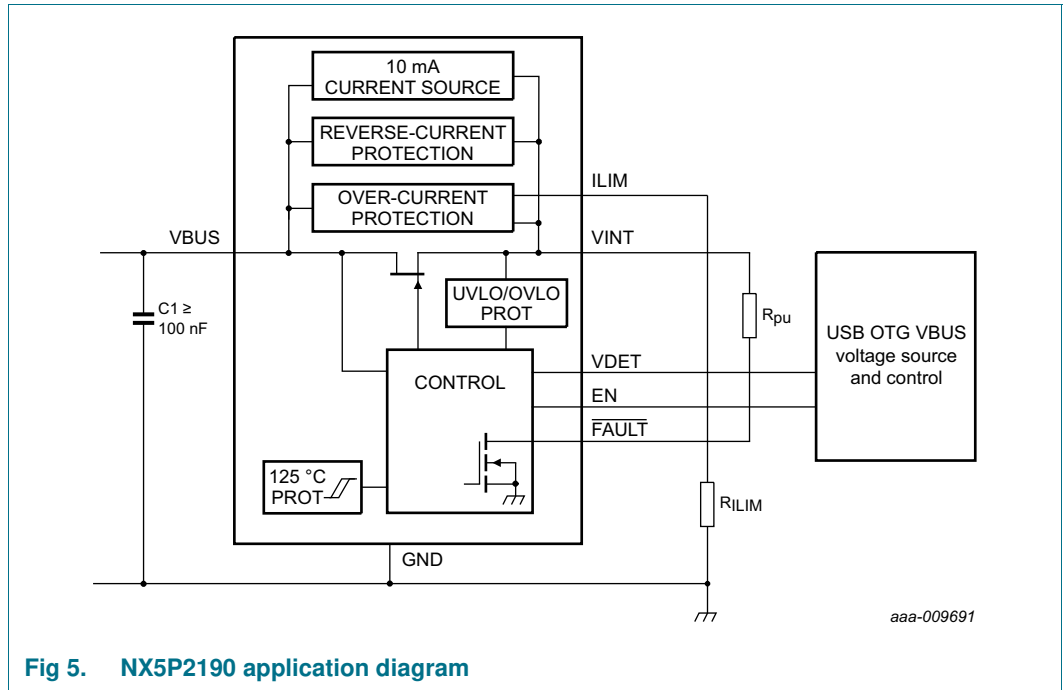 10 mA
CURRENT SOURCE
REVERSE-CURRENT
PROTECTION
OVER-CURRENT
PROTECTION
ILIM
VBUS
VINT
C1 ≥
100 nF
UVLO/OVLO
PROT
Rpu
USB OTG VBUS
voltage source
and control
CONTROL
VDET
EN
FAULT
125 °C
PROT
RILIM
GND
aaa-009691
Fig 5. NX5P2190 application diagram